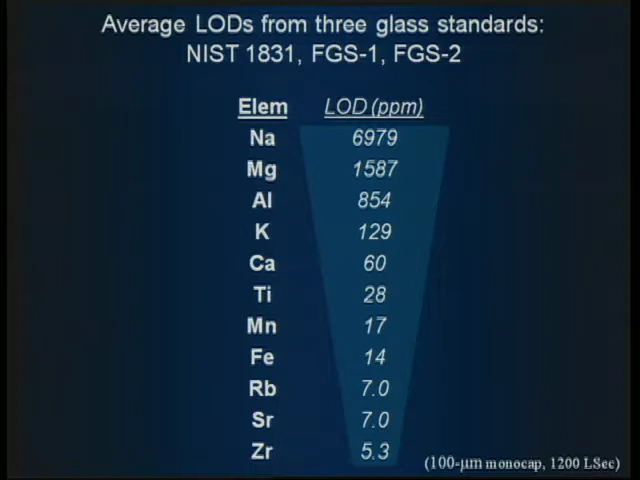 Average LODs from three glass standards:
NIST 1831, FGS-1, FGS-2
Elem LOD (ppm)
Na 6979
Mg 1587
Al 854
K 129
Ca 60
Ti 28
Mn 17
Fe 14
Rb 7.0
Sr 7.0
Zr 5.3
(100-µm monocap, 1200 LSec)